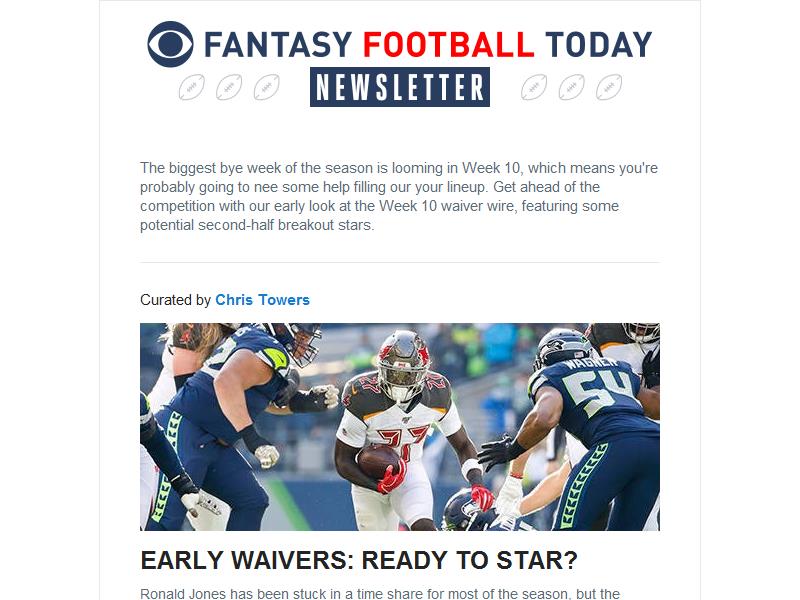 FANTASY FOOTBALL TODAY
NEWSLETTER
The biggest bye week of the season is looming in Week 10, which means you're
probably going to nee some help filling our your lineup. Get ahead of the
competition with our early look at the Week 10 waiver wire, featuring some
potential second-half breakout stars.
Curated by Chris Towers
27
WAGNER
54
EARLY WAIVERS: READY TO STAR?
Ronald Jones has been stuck in a time share for most of the season, but the